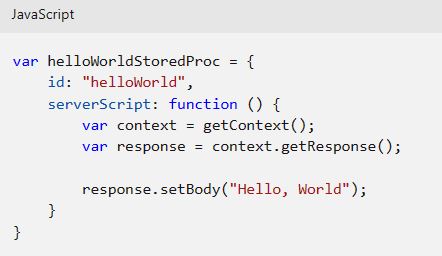 JavaScript
var helloWorldStoredProc = {
    id: "helloWorld",
    serverScript: function () {
        var context = getContext();
        var response = context.getResponse();

        response.setBody("Hello, World");
    }
}